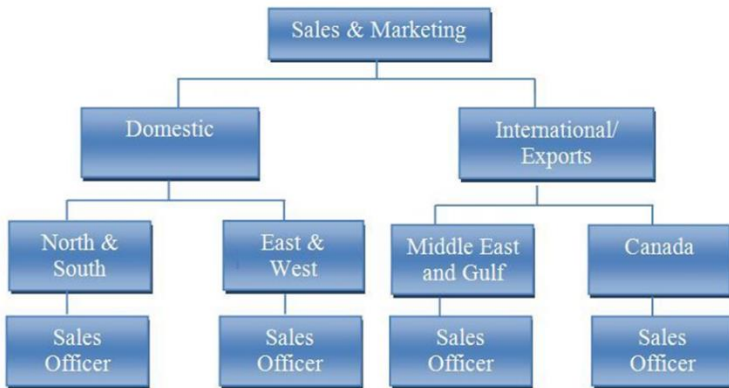 Sales & Marketing
Domestic
International/
Exports
North &
South
East &
West
Middle East
and Gulf
Canada
Sales
Officer
Sales
Officer
Sales
Officer
Sales
Officer